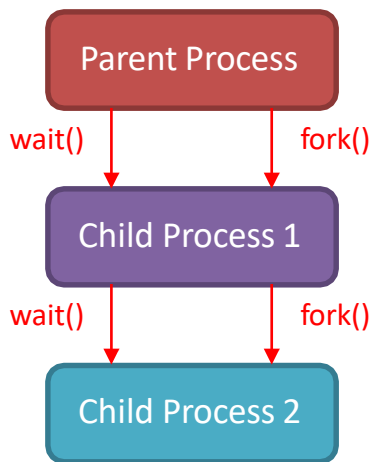 Parent Process
wait() fork()
Child Process 1
wait() fork()
Child Process 2